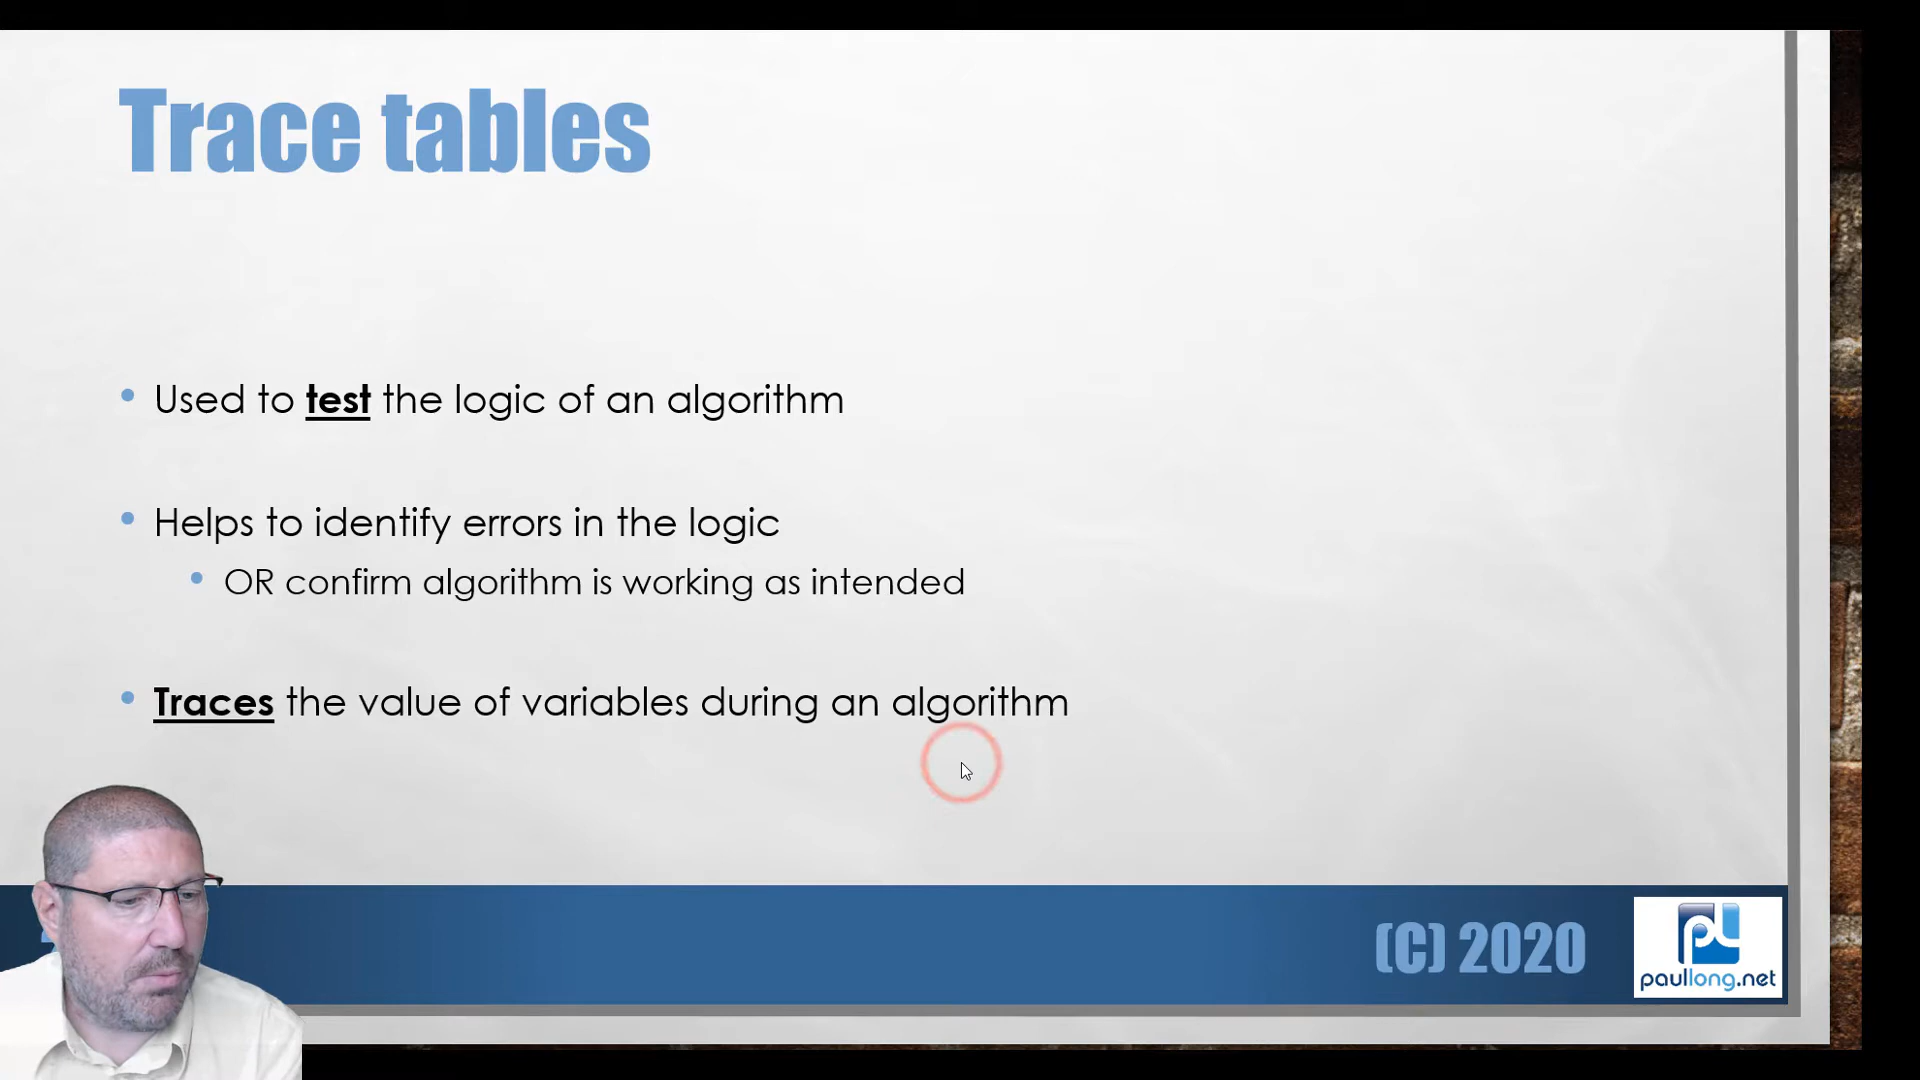 Trace tables
• Used to test the logic of an algorithm
• Helps to identify errors in the logic
• OR confirm algorithm is working as intended
• Traces the value of variables during an algorithm
(C) 2020
pl
paullong.net